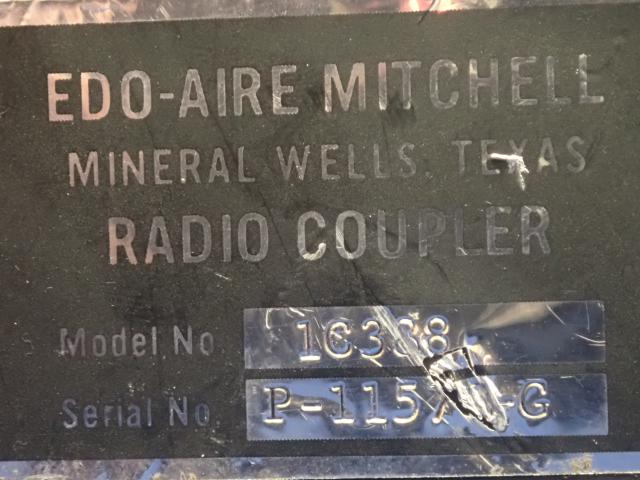 EDO-AIRE MITCHELL
MINERAL WELLS, TEXAS
RADIO COUPLER
Model No 1C388
Serial No